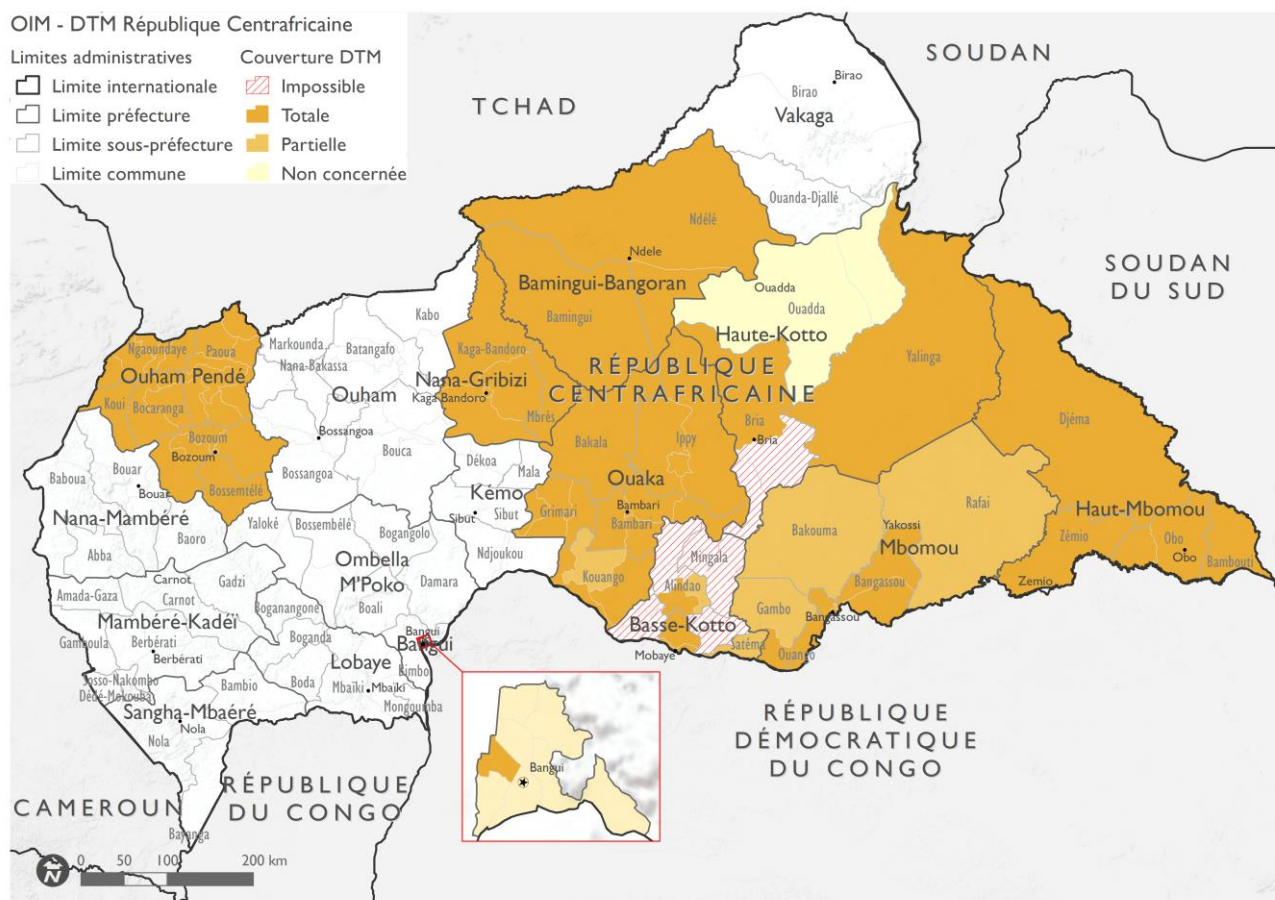 OIM - DTM République Centrafricaine
Limites administratives
Limite internationale
Limite préfecture
Limite sous-préfecture
Limite commune
Couverture DTM
Impossible
Totale
Partielle
Non concernée
TCHAD
SOUDAN
SOUDAN
DU SUD
Birao
Birao
Vakaga
Ouanda-Djallé
Ndélé
Ndele
Bamingui-Bangoran
Bamingui
Ouadda
Ouadda
Haute-Kotto
Yalinga
RÉPUBLIQUE
CENTRAFRICAINE
Kabo
Markounda
Batangafo
Nana-Bakassa
Ouham
Bossangoa
Bossangoa
Bouca
Kaga-Bandoro
Nana-Gribizi
Kaga Bandoro
Mbrès
Ngaoundaye
Paoua
Ouham Pendé
Koui
Bocaranga
Bozoum
Bozoum
Bossemtélé
Bria
Bria
Ippy
Bakala
Ouaka
Bambari
Bambari
Grimari
Kouango
Djéma
Rafai
Haut-Mbomou
Zémio
Obo
Obo
Bambouti
Zemio
Bakouma
Yakossi
Mbomou
Bangassou
Bangassou
Gambo
Ouango
Mingala
Alindao
Basse-Kotto
Satéma
Mobaye
Dékoa
Mala
Kémo
Sibut
Sibut
Ndjoukou
Baboua
Bouar
Bouar
Nana-Mambéré
Abba
Baoro
Yaloké
Bossembélé
Bogangolo
Ombella
M'Poko
Damara
Boali
Carnot
Carnot
Gadzi
Amada-Gaza
Mambéré-Kadéï
Gamboula
Berbérati
Berbérati
Boganangone
Boganda
Bangui
Bangui
Bimbo
Lobaye
Boda
Mbaïki
Mbaïki
Mongoumba
Sosso-Nakombo
Dédé-Mokouba
Bambio
Sangha-Mbaéré
Nola
Nola
Bayanga
Bangui
RÉPUBLIQUE
DÉMOCRATIQUE
DU CONGO
RÉPUBLIQUE
DU CONGO
CAMEROUN
0 50 100 200 km